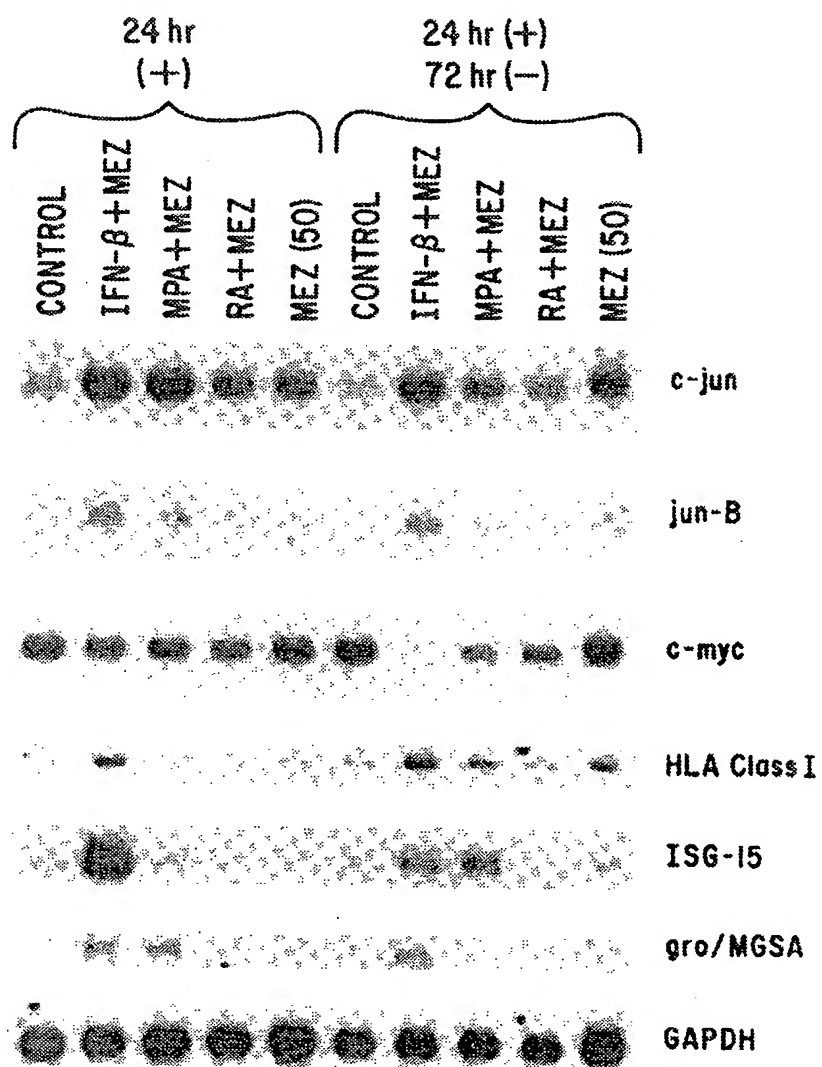 24 hr
(+)
24 hr (+)
72 hr (−)
CONTROL
IFN-β+MEZ
MPA+MEZ
RA+MEZ
MEZ (50)
CONTROL
IFN-β+MEZ
MPA+MEZ
RA+MEZ
MEZ (50)
c-jun
jun-B
c-myc
HLA Class I
ISG-15
gro/MGSA
GAPDH